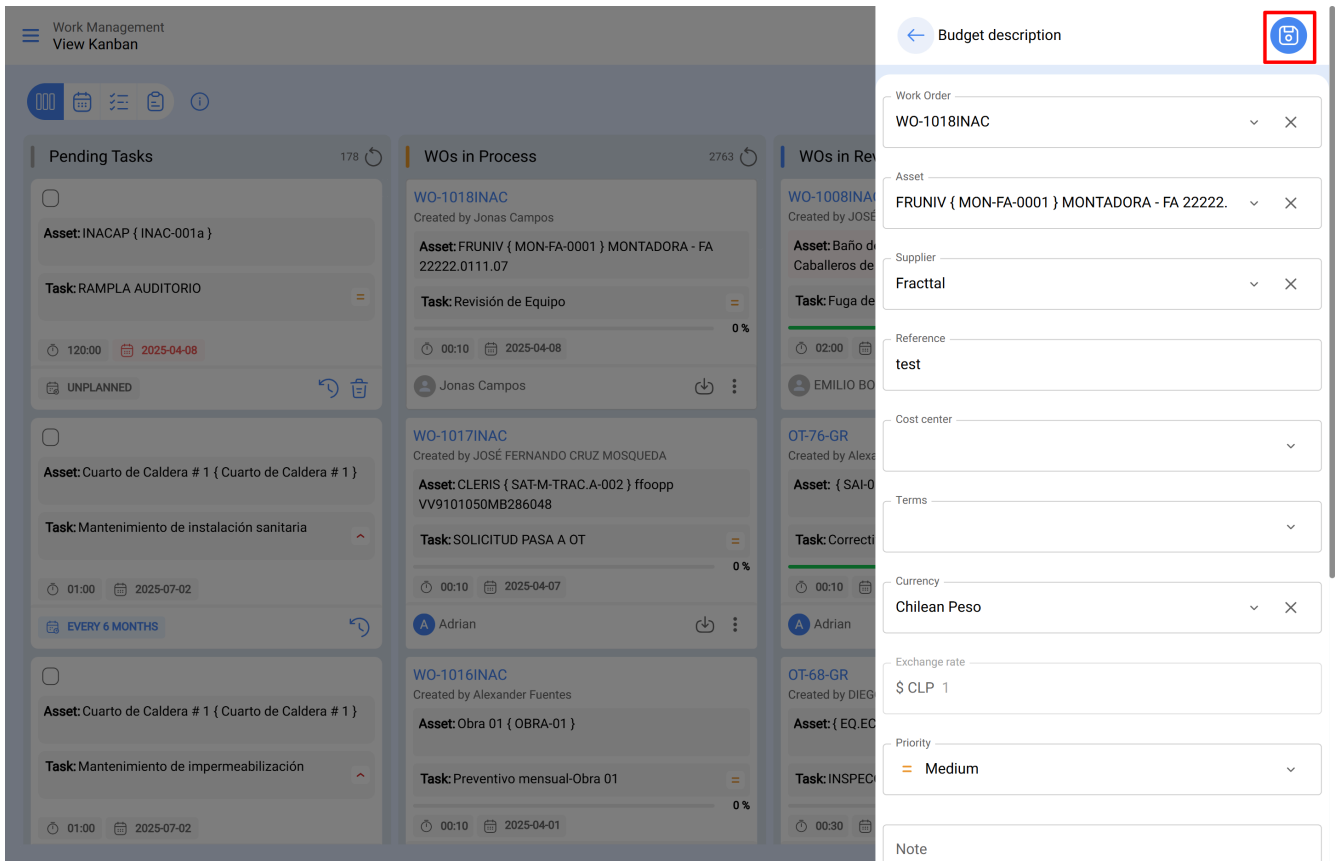 Work Management
View Kanban
Pending Tasks 178
Asset: INACAP { INAC-001a }
Task: RAMPLA AUDITORIO
120:00 2025-04-08
UNPLANNED
Asset: Cuarto de Caldera # 1 { Cuarto de Caldera # 1 }
Task: Mantenimiento de instalación sanitaria
01:00 2025-07-02
EVERY 6 MONTHS
Asset: Cuarto de Caldera # 1 { Cuarto de Caldera # 1 }
Task: Mantenimiento de impermeabilización
01:00 2025-07-02
WOs in Process 2763
WO-1018INAC
Created by Jonas Campos
Asset: FRUNIV { MON-FA-0001 } MONTADORA - FA
22222.0111.07
Task: Revisión de Equipo
0 %
00:10 2025-04-08
Jonas Campos
WO-1017INAC
Created by JOSÉ FERNANDO CRUZ MOSQUEDA
Asset: CLERIS { SAT-M-TRAC.A-002 } ffoopp
VV9101050MB286048
Task: SOLICITUD PASA A OT
0 %
00:10 2025-04-07
A Adrian
WO-1016INAC
Created by Alexander Fuentes
Asset: Obra 01 { OBRA-01 }
Task: Preventivo mensual-Obra 01
0 %
00:10 2025-04-01
WOs in Rev
WO-1008INA
Created by JOSÉ
Asset: Baño d
Caballeros de
Task: Fuga de
02:00
EMILIO BO
OT-76-GR
Created by Alexa
Asset: { SAI-0
Task: Correcti
00:10
A Adrian
OT-68-GR
Created by DIEG
Asset: { EQ.EC
Task: INSPEC
00:30
Budget description
Work Order
WO-1018INAC
Asset
FRUNIV { MON-FA-0001 } MONTADORA - FA 22222.
Supplier
Fracttal
Reference
test
Cost center
Terms
Currency
Chilean Peso
Exchange rate
$ CLP 1
Priority
Medium
Note